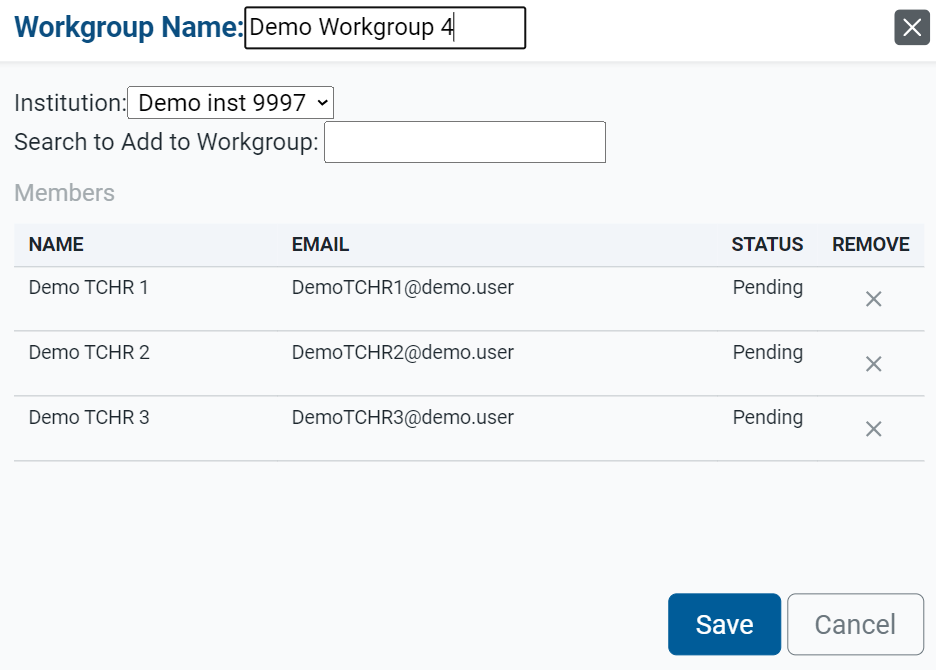 Workgroup Name: Demo Workgroup 4
Institution: Demo inst 9997
Search to Add to Workgroup:
Members
NAME EMAIL STATUS REMOVE
Demo TCHR 1 DemoTCHR1@demo.user Pending
Demo TCHR 2 DemoTCHR2@demo.user Pending
Demo TCHR 3 DemoTCHR3@demo.user Pending
Save Cancel